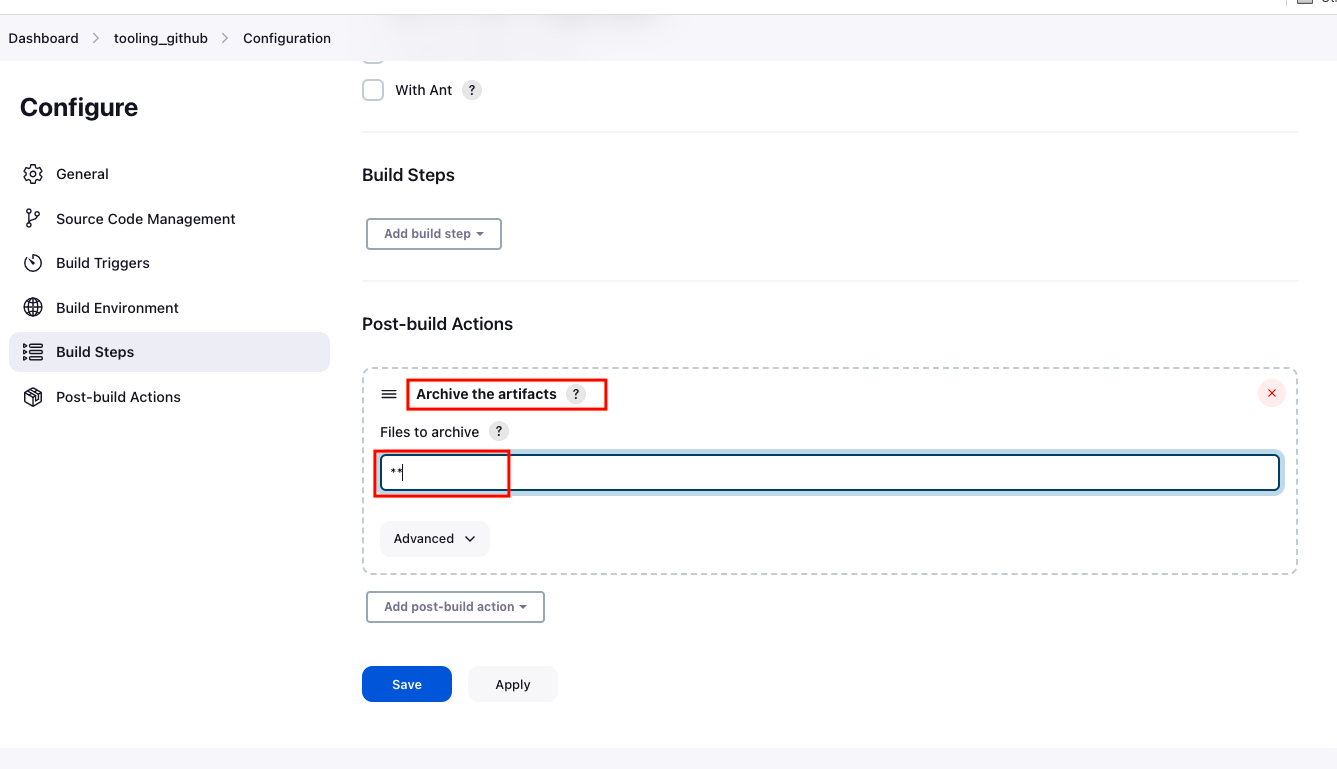 Dashboard > tooling_github > Configuration
With Ant ?
Configure
General
Source Code Management
Build Triggers
Build Environment
Build Steps
Post-build Actions
Build Steps
Add build step
Post-build Actions
Archive the artifacts ?
Files to archive ?
**
Advanced
Add post-build action
Save Apply